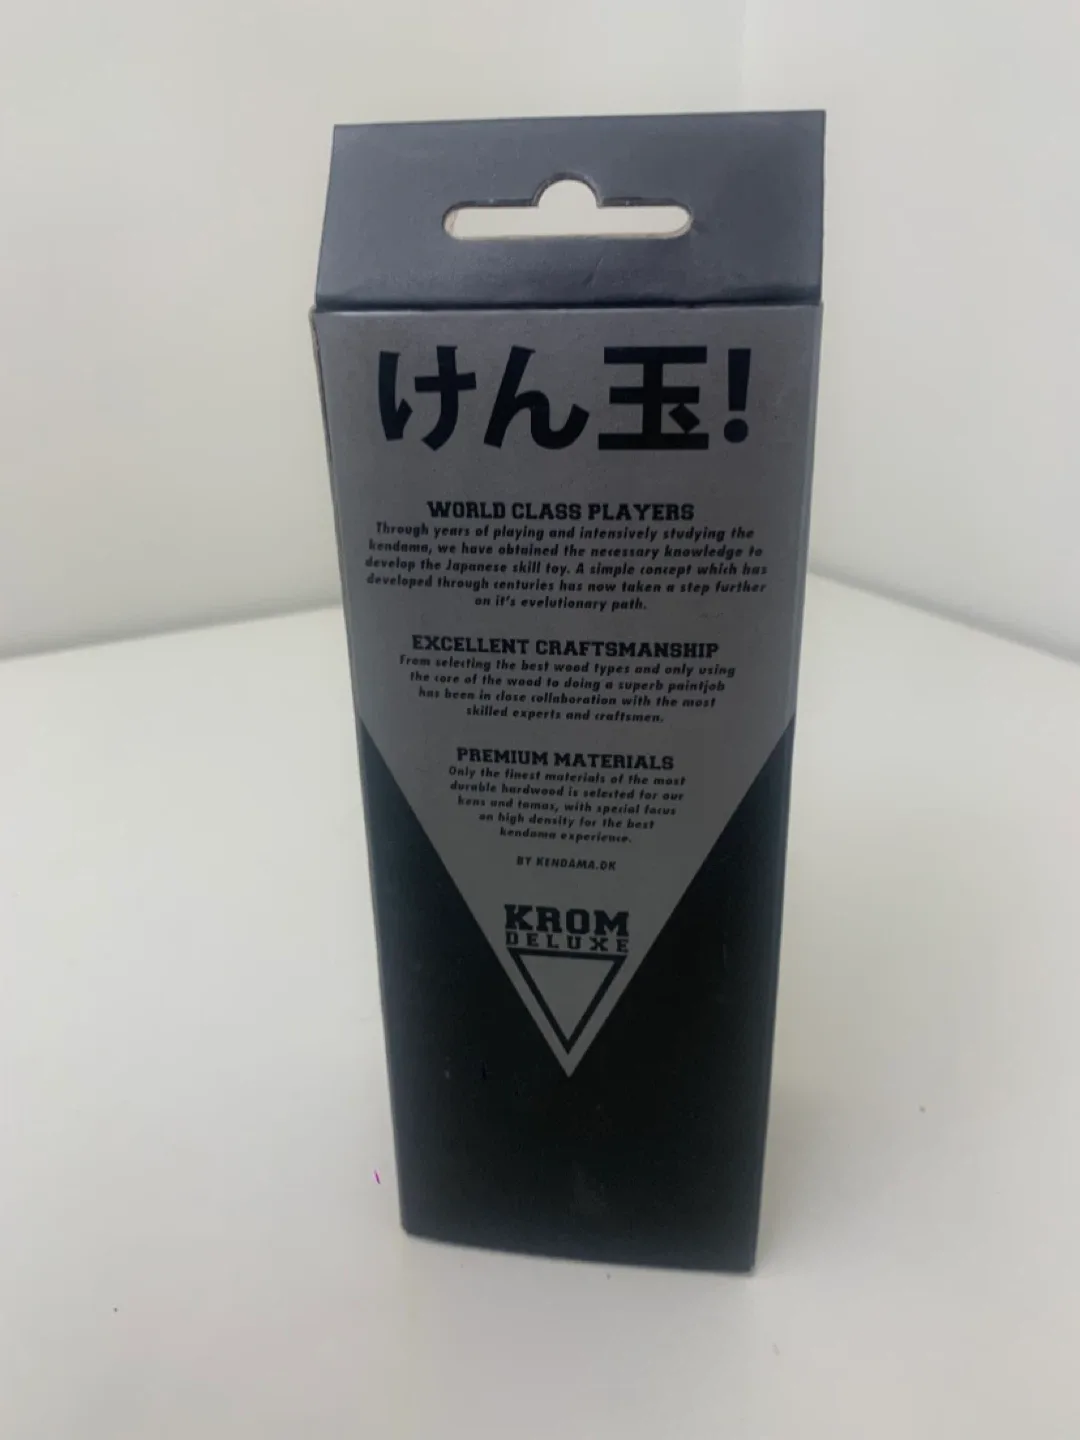 けん玉!
WORLD CLASS PLAYERS
Through years of playing and intensively studying the
kendama, we have obtained the necessary knowledge to
develop the Japanese skill toy. A simple concept which has
developed through centuries has now taken a step further
on it's evelutionary path.
EXCELLENT CRAFTSMANSHIP
From selecting the best wood types and only using
the core of the wood to doing a superb paintjob
has been in close collaboration with the most
skilled experts and craftsmen.
PREMIUM MATERIALS
Only the finest materials of the most
durable hardwood is selected for our
kens and tamas, with special focus
on high density for the best
kendama experience.
BY KENDAMA.DK
KROM
DELUXE